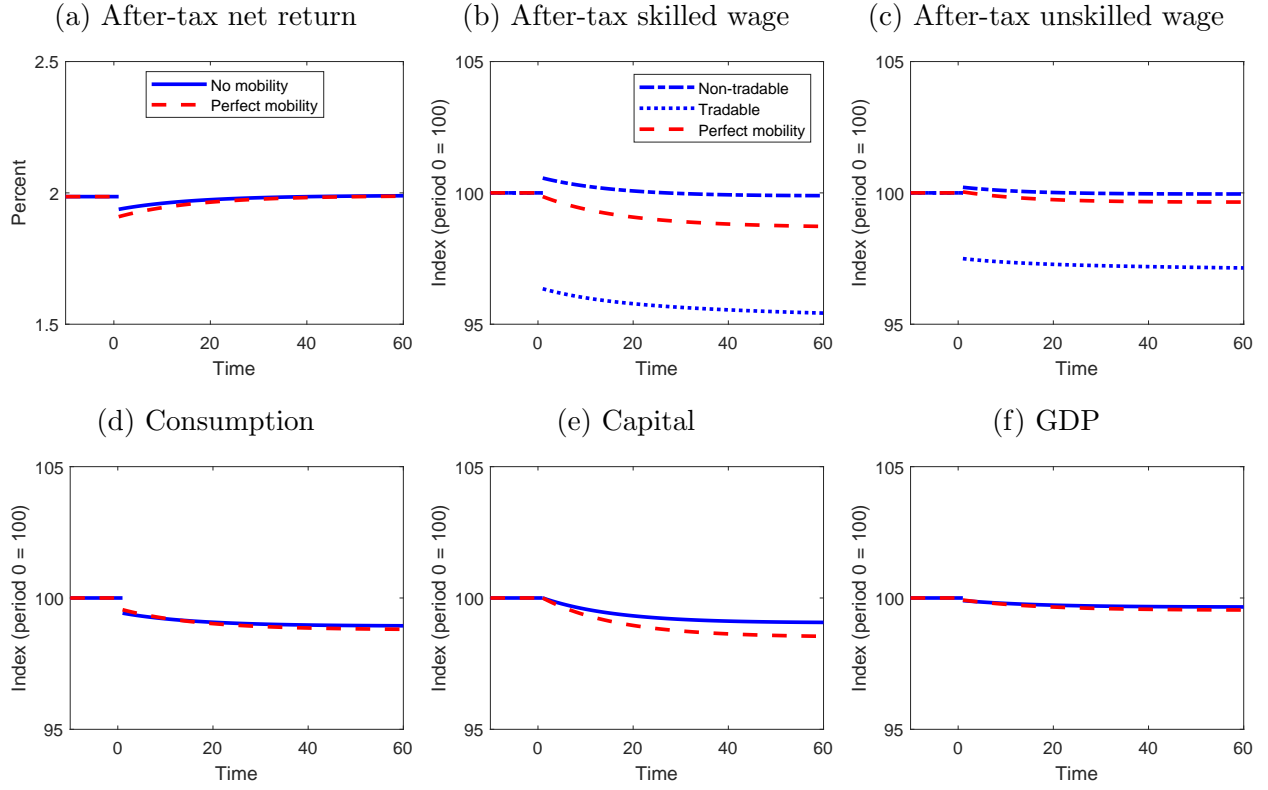 (a) After-tax net return
(b) After-tax skilled wage
(c) After-tax unskilled wage
2.5
2
1.5
Percent
No mobility
Perfect mobility
0
20
40
60
Time
105
100
95
Index (period 0 = 100)
Non-tradable
Tradable
Perfect mobility
0
20
40
60
Time
105
100
95
Index (period 0 = 100)
0
20
40
60
Time
(d) Consumption
(e) Capital
(f) GDP
105
100
95
Index (period 0 = 100)
0
20
40
60
Time
105
100
95
Index (period 0 = 100)
0
20
40
60
Time
105
100
95
Index (period 0 = 100)
0
20
40
60
Time